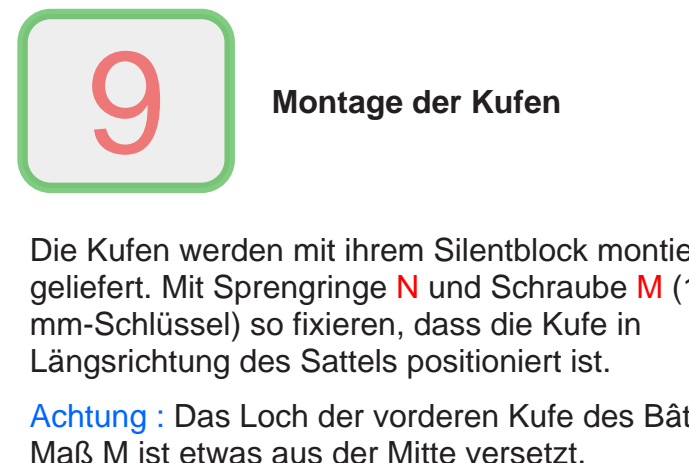 9
Montage der Kufen
Die Kufen werden mit ihrem Silentblock
geliefert. Mit Sprengringe N und Schraube M
mm-Schlüssel) so fixieren, dass die Kufe in
Längsrichtung des Sattels positioniert ist.
Achtung : Das Loch der vorderen Kufe des
Maß M ist etwas aus der Mitte versetzt.